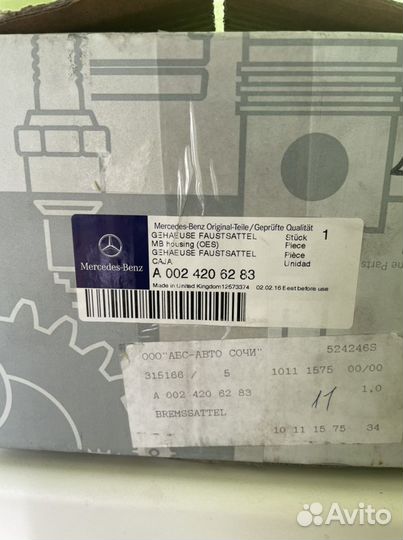 Mercedes-Benz Original-Teile/Geprüfte Qualität
GEHAEUSE FAUSTSATTEL Stück 1
MB housing (OES) Piece
GEHAEUSE FAUSTSATTEL Pièce
CAJA Unidad
Mercedes-Benz
A 002 420 62 83
Made in United Kingdom 12573374 02.02.16 Best before use
ne Parts
ООО"АБС-АВТО СОЧИ" 524246S
315166 / 5 1011 1575 00/00
A 002 420 62 83 11 1.0
BREMSSATTEL
10 11 15 75 34
Avito